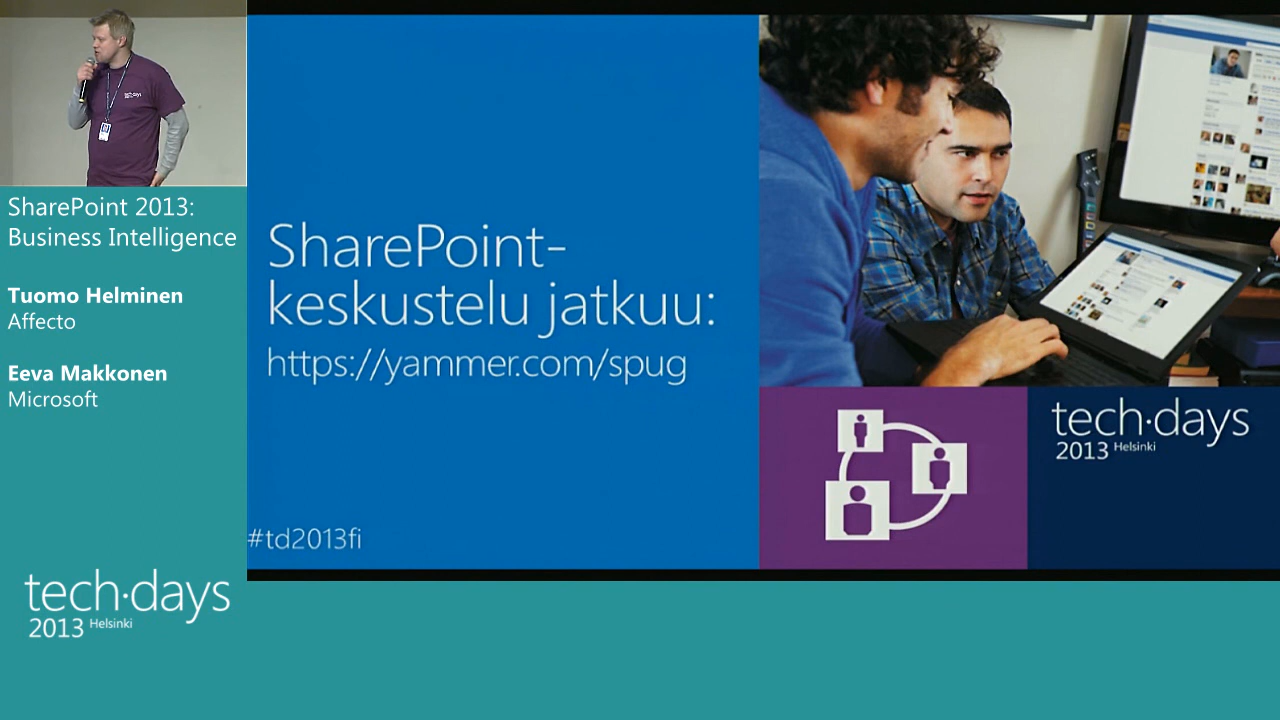 SharePoint 2013:
Business Intelligence
Tuomo Helminen
Affecto
Eeva Makkonen
Microsoft
tech·days
2013 Helsinki
SharePoint-
keskustelu jatkuu:
https://yammer.com/spug
#td2013fi
tech·days
2013 Helsinki